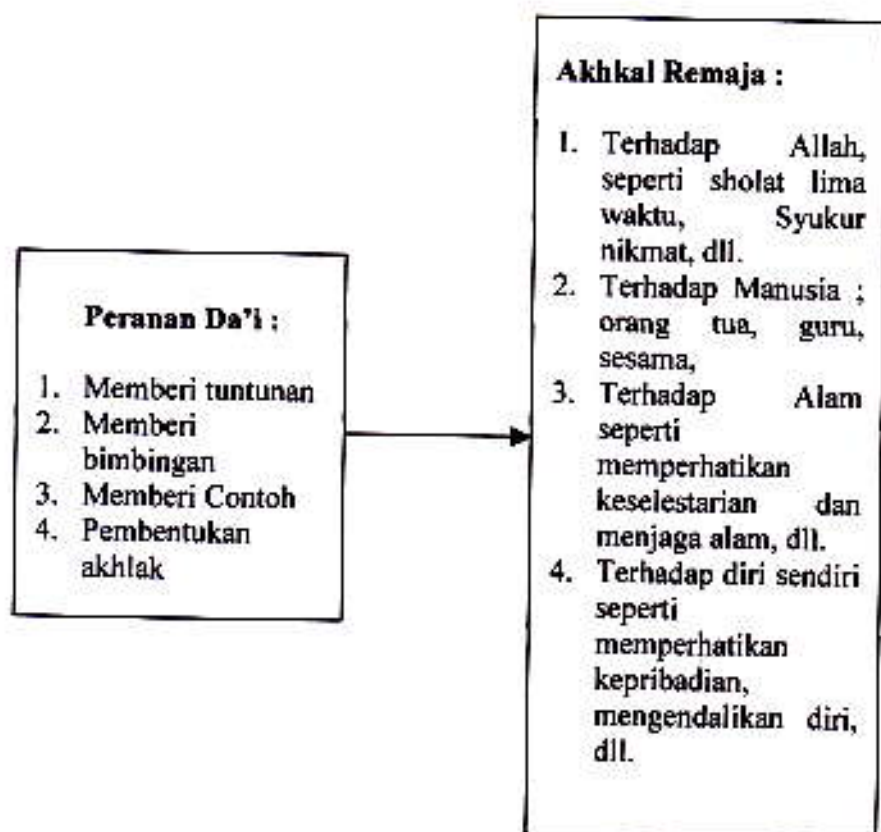 Peranan Da'i :
1. Memberi tuntunan
2. Memberi
bimbingan
3. Memberi Contoh
4. Pembentukan
akhlak
Akhkal Remaja :
1. Terhadap Allah,
seperti sholat lima
waktu, Syukur
nikmat, dll.
2. Terhadap Manusia ;
orang tua, guru,
sesama,
3. Terhadap Alam
seperti
memperhatikan
keselestarian dan
menjaga alam, dll.
4. Terhadap diri sendiri
seperti
memperhatikan
kepribadian,
mengendalikan diri,
dll.